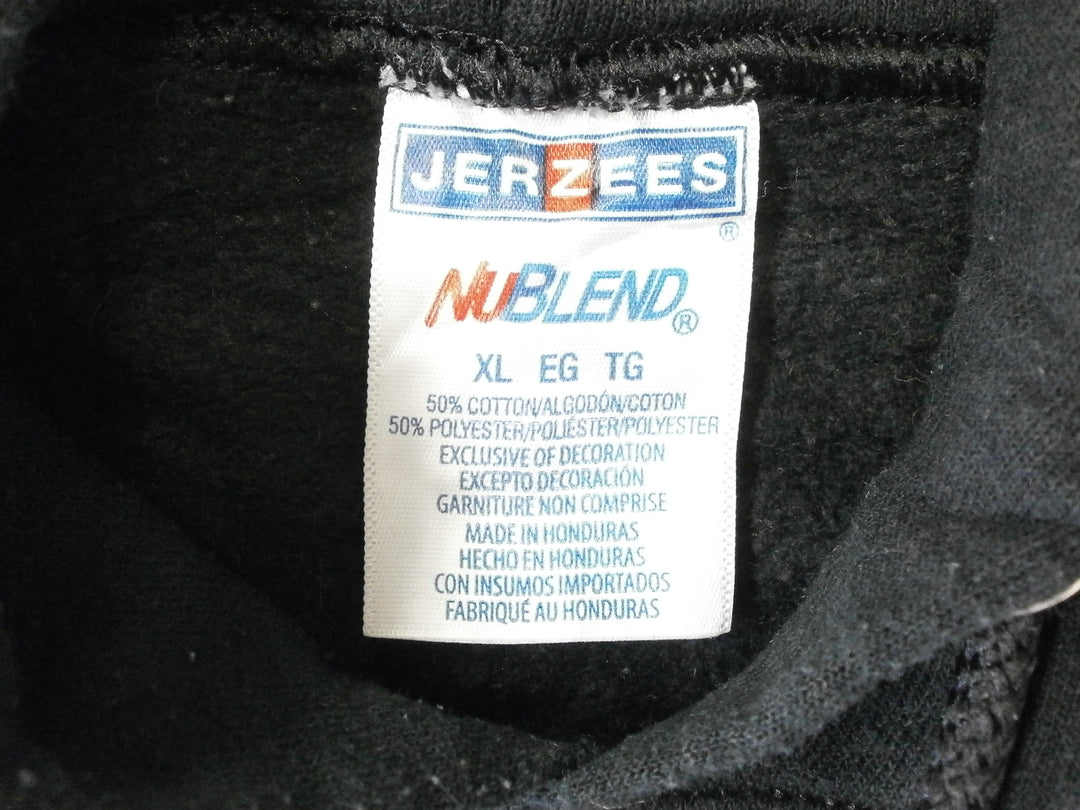 JERZEES
®
NUBLEND®
XL EG TG
50% COTTON/ALGODÓN/COTON
50% POLYESTER/POLIÉSTER/POLYESTER
EXCLUSIVE OF DECORATION
EXCEPTO DECORACIÓN
GARNITURE NON COMPRISE
MADE IN HONDURAS
HECHO EN HONDURAS
CON INSUMOS IMPORTADOS
FABRIQUÉ AU HONDURAS